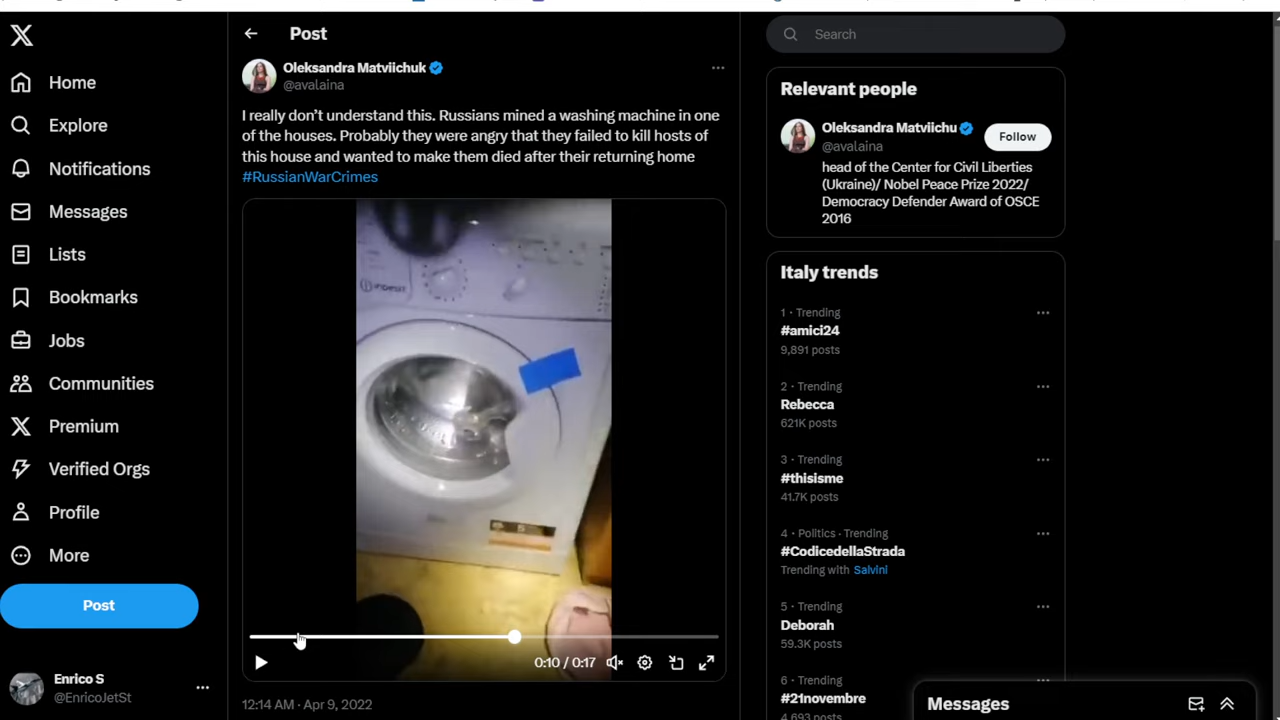 Post
Search
Oleksandra Matviichuk
@avalaina
I really don’t understand this. Russians mined a washing machine in one
of the houses. Probably they were angry that they failed to kill hosts of
this house and wanted to make them died after their returning home
#RussianWarCrimes
INDESIT
0:10 / 0:17
12:14 AM · Apr 9, 2022
Home
Explore
Notifications
Messages
Lists
Bookmarks
Jobs
Communities
Premium
Verified Orgs
Profile
More
Post
Enrico S
@EnricoJetSt
Relevant people
Oleksandra Matviichu
@avalaina
Follow
head of the Center for Civil Liberties
(Ukraine)/ Nobel Peace Prize 2022/
Democracy Defender Award of OSCE
2016
Italy trends
1 · Trending
#amici24
9,891 posts
2 · Trending
Rebecca
621K posts
3 · Trending
#thisisme
41.7K posts
4 · Politics · Trending
#CodicedellaStrada
Trending with Salvini
5 · Trending
Deborah
59.3K posts
6 · Trending
#21novembre
4,693 posts
Messages